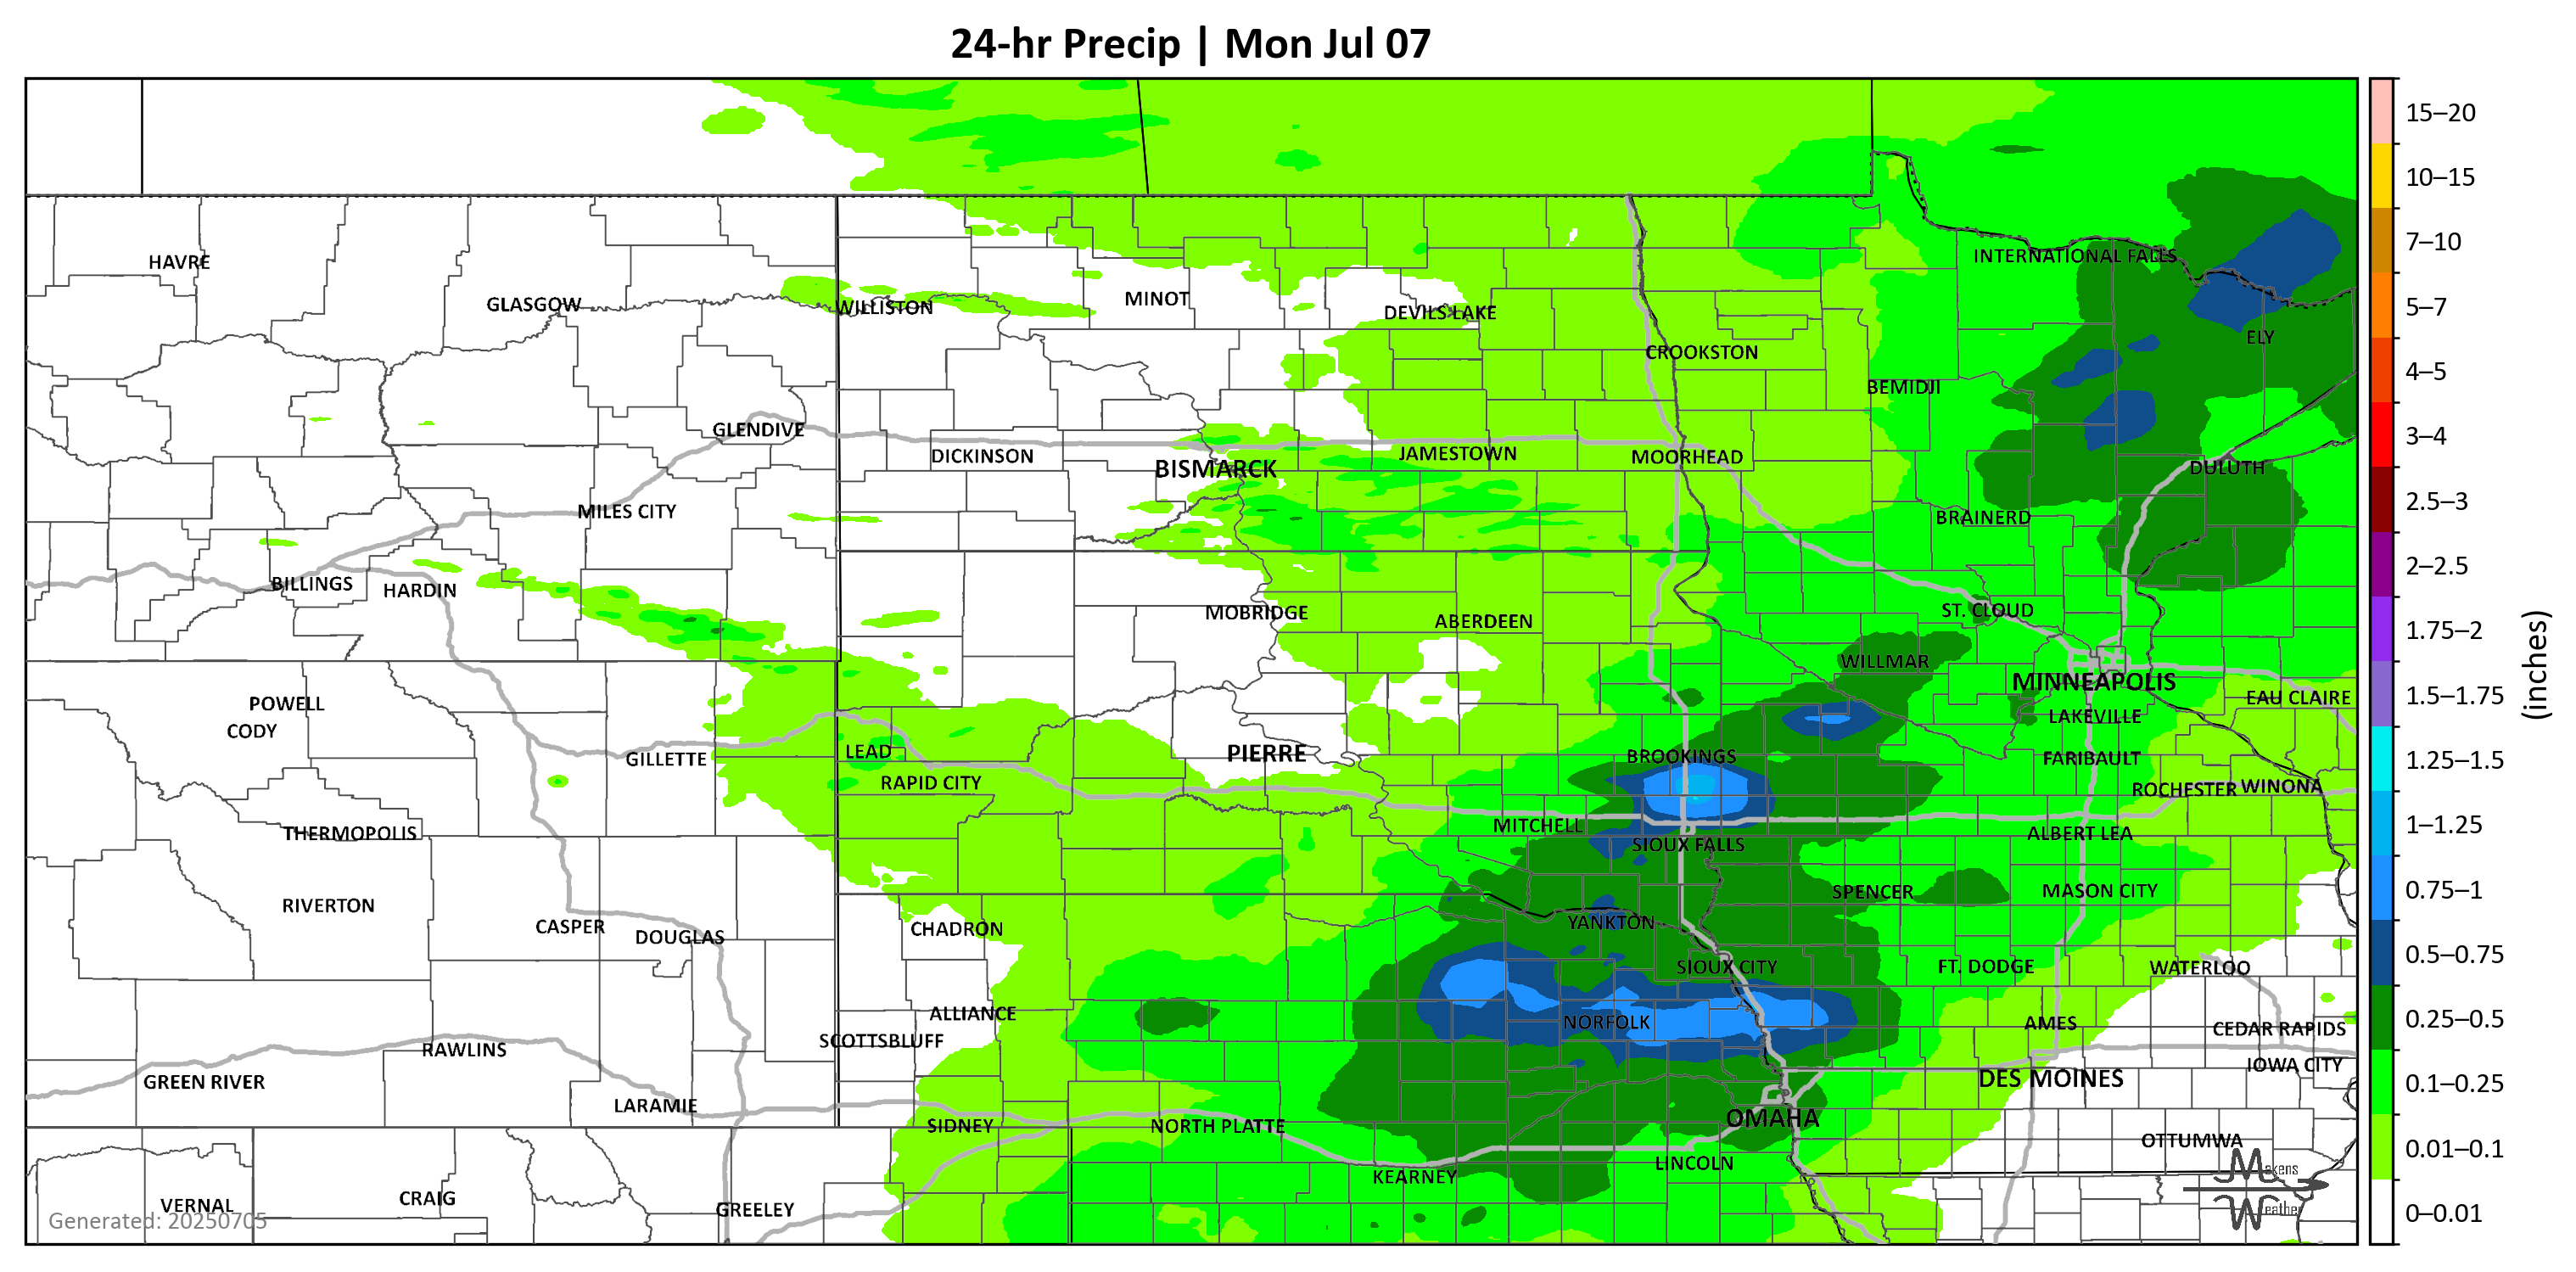 24-hr Precip | Mon Jul 07
15–20
10–15
7–10
5–7
4–5
3–4
2.5–3
2–2.5
1.75–2
1.5–1.75
1.25–1.5
1–1.25
0.75–1
0.5–0.75
0.25–0.5
0.1–0.25
0.01–0.1
0–0.01
(inches)
INTERNATIONAL FALLS
HAVRE
GLASGOW
WILLISTON
MINOT
DEVILS LAKE
ELY
CROOKSTON
BEMIDJI
GLENDIVE
DICKINSON
BISMARCK
JAMESTOWN
MOORHEAD
DULUTH
MILES CITY
BRAINERD
BILLINGS
HARDIN
MOBRIDGE
ABERDEEN
ST. CLOUD
WILLMAR
MINNEAPOLIS
EAU CLAIRE
POWELL
CODY
LAKEVILLE
GILLETTE
LEAD
PIERRE
BROOKINGS
FARIBAULT
RAPID CITY
ROCHESTER
WINONA
THERMOPOLIS
MITCHELL
ALBERT LEA
SIOUX FALLS
RIVERTON
SPENCER
MASON CITY
CASPER
DOUGLAS
CHADRON
YANKTON
SIOUX CITY
FT. DODGE
WATERLOO
ALLIANCE
NORFOLK
AMES
CEDAR RAPIDS
SCOTTSBLUFF
RAWLINS
IOWA CITY
GREEN RIVER
DES MOINES
LARAMIE
SIDNEY
NORTH PLATTE
OMAHA
OTTUMWA
LINCOLN
KEARNEY
VERNAL
CRAIG
GREELEY
Generated: 20250705
Makens
Weather